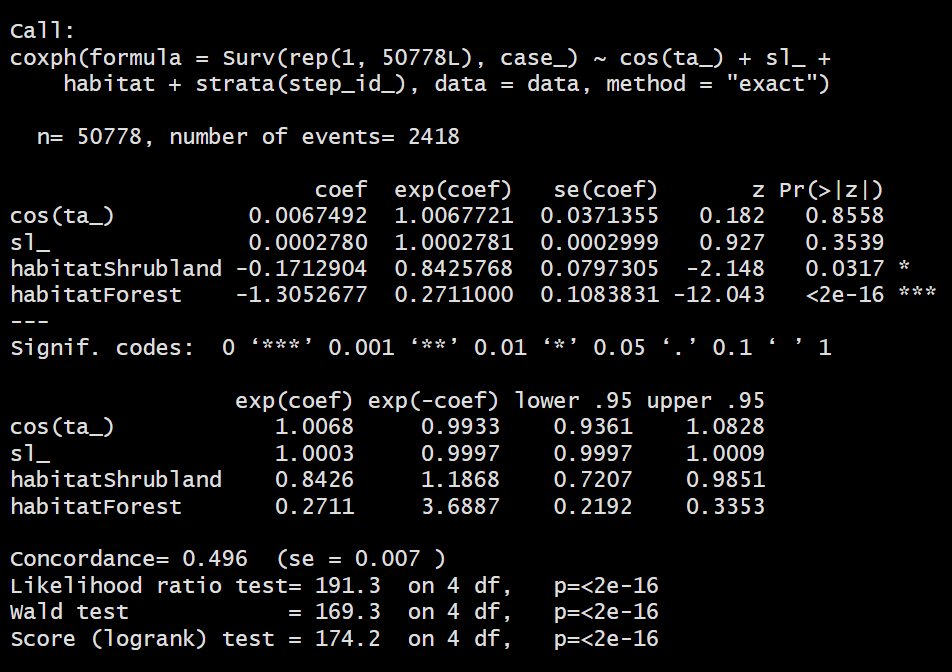 Call:
coxph(formula = Surv(rep(1, 50778L), case_) ~ cos(ta_) + sl_ +
    habitat + strata(step_id_), data = data, method = "exact")

  n= 50778, number of events= 2418

                       coef  exp(coef)   se(coef)       z Pr(>|z|)
cos(ta_)          0.0067492  1.0067721  0.0371355   0.182   0.8558
sl_               0.0002780  1.0002781  0.0002999   0.927   0.3539
habitatShrubland -0.1712904  0.8425768  0.0797305  -2.148   0.0317 *
habitatForest    -1.3052677  0.2711000  0.1083831 -12.043   <2e-16 ***
---
Signif. codes:  0 ‘***’ 0.001 ‘**’ 0.01 ‘*’ 0.05 ‘.’ 0.1 ‘ ’ 1

                 exp(coef) exp(-coef) lower .95 upper .95
cos(ta_)            1.0068     0.9933    0.9361    1.0828
sl_                 1.0003     0.9997    0.9997    1.0009
habitatShrubland    0.8426     1.1868    0.7207    0.9851
habitatForest       0.2711     3.6887    0.2192    0.3353

Concordance= 0.496  (se = 0.007 )
Likelihood ratio test= 191.3  on 4 df,   p=<2e-16
Wald test            = 169.3  on 4 df,   p=<2e-16
Score (logrank) test = 174.2  on 4 df,   p=<2e-16